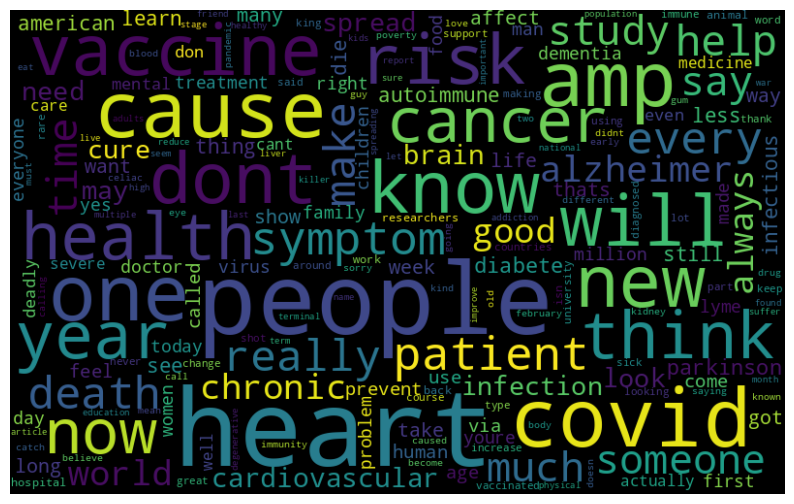 american learn many spread affect man king stage friend love population immune animal word
vaccine risk study help
don die food support dementia medicine
blood pandemic healthy kids poverty report sure important making war
eat need mental treatment said right amp say
cause autoimmune cancer gum
care cure thing cant children guy spreading less way thank
everyone rare live adults reduce seem time dont make brain life even using two didnt national early
must want liver let know alzheimer every infectious
may yes celiac killer thats made
high multiple eye last show family researchers addiction different diagnosed lot
health symptom good will always
countries going million still
deadly severe doctor virus around sorry work week diabete
calling called name kind terminal improve old february university isn part drug keep found suffer
one people new
year today shot term never back kidney lyme
see change really patient think
feel sick parkinson
death women call chronic prevent use infection look come month
education mean course type looking saying known
day now heart covid got
article well degenerative immunity problem take caused via body
catch believe human become youre someone
long world great age increase doesn much first
hospital cardiovascular vaccinated physical actually